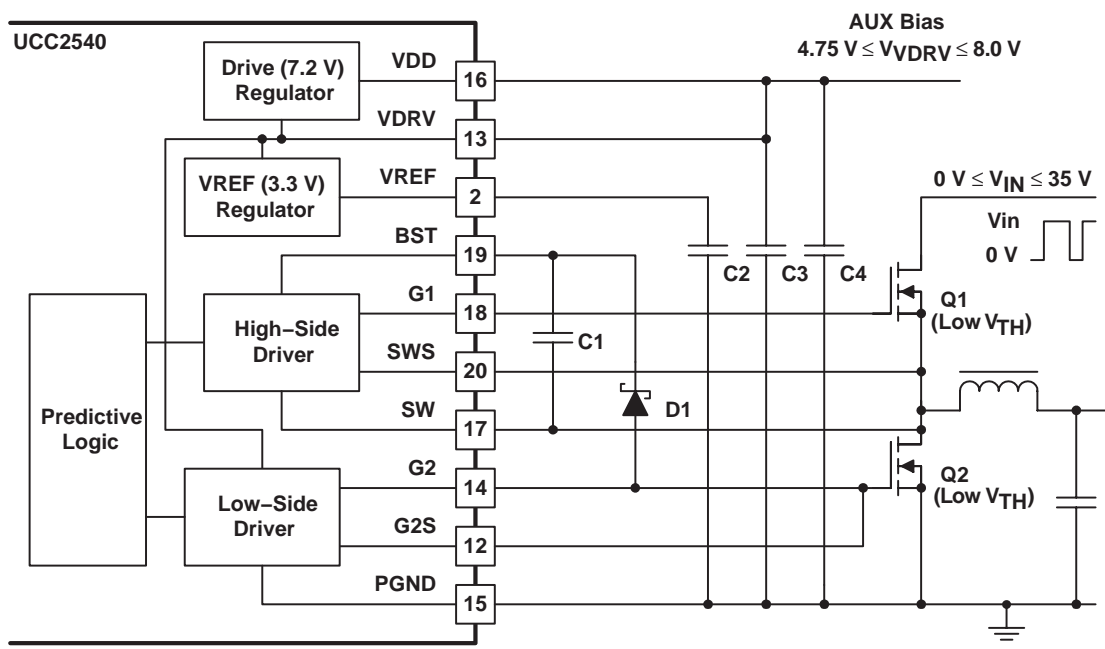 UCC2540
Drive (7.2 V)
Regulator
VREF (3.3 V)
Regulator
Predictive
Logic
High−Side
Driver
Low−Side
Driver
VDD
16
VDRV
13
VREF
2
BST
19
G1
18
SWS
20
SW
17
G2
14
G2S
12
PGND
15
C1
D1
C2
C3
C4
AUX Bias
4.75 V ≤ VVDRV ≤ 8.0 V
0 V ≤ VIN ≤ 35 V
Vin
0 V
Q1
(Low VTH)
Q2
(Low VTH)